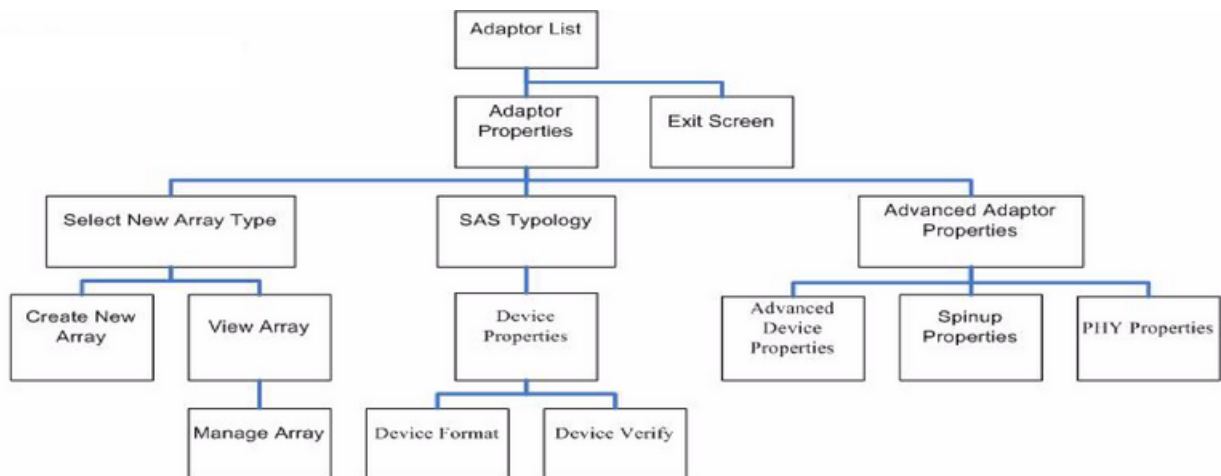 Adaptor List
Adaptor
Properties
Exit Screen
Select New Array Type
SAS Typology
Advanced Adaptor
Properties
Create New
Array
View Array
Device
Properties
Advanced
Device
Properties
Spinup
Properties
PHY Properties
Manage Array
Device Format
Device Verify